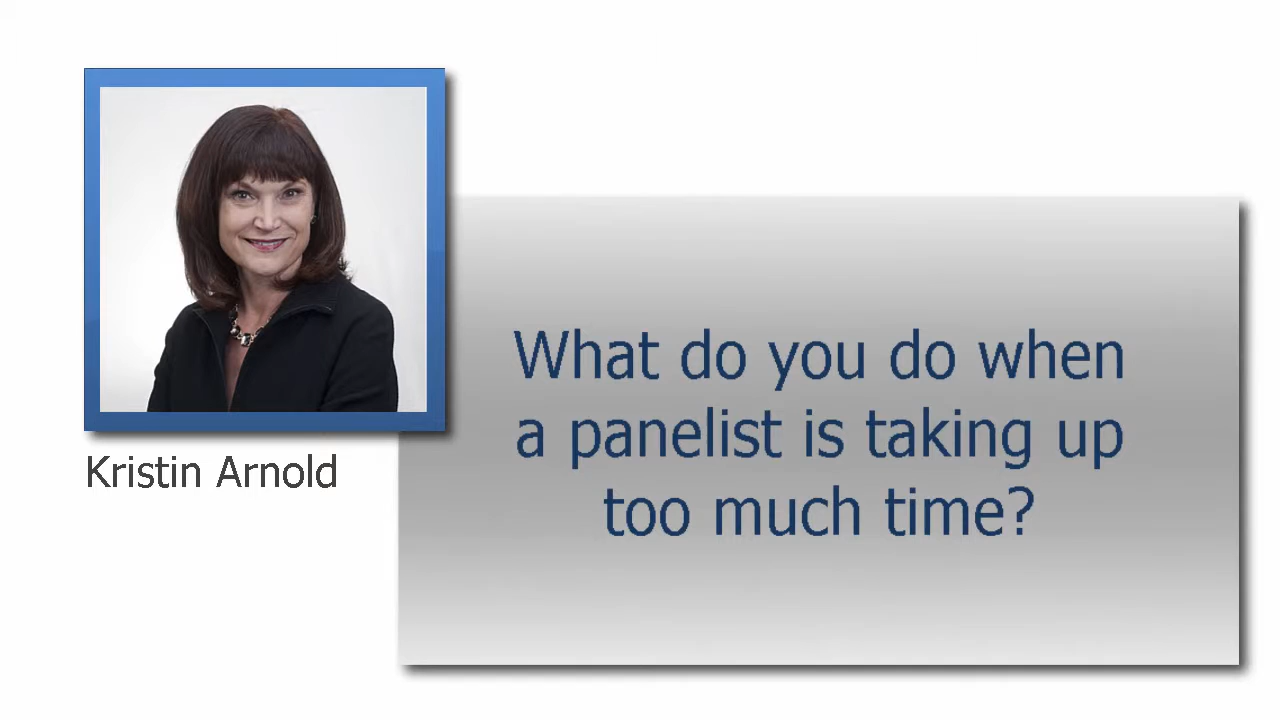 Kristin Arnold
What do you do when
a panelist is taking up
too much time?